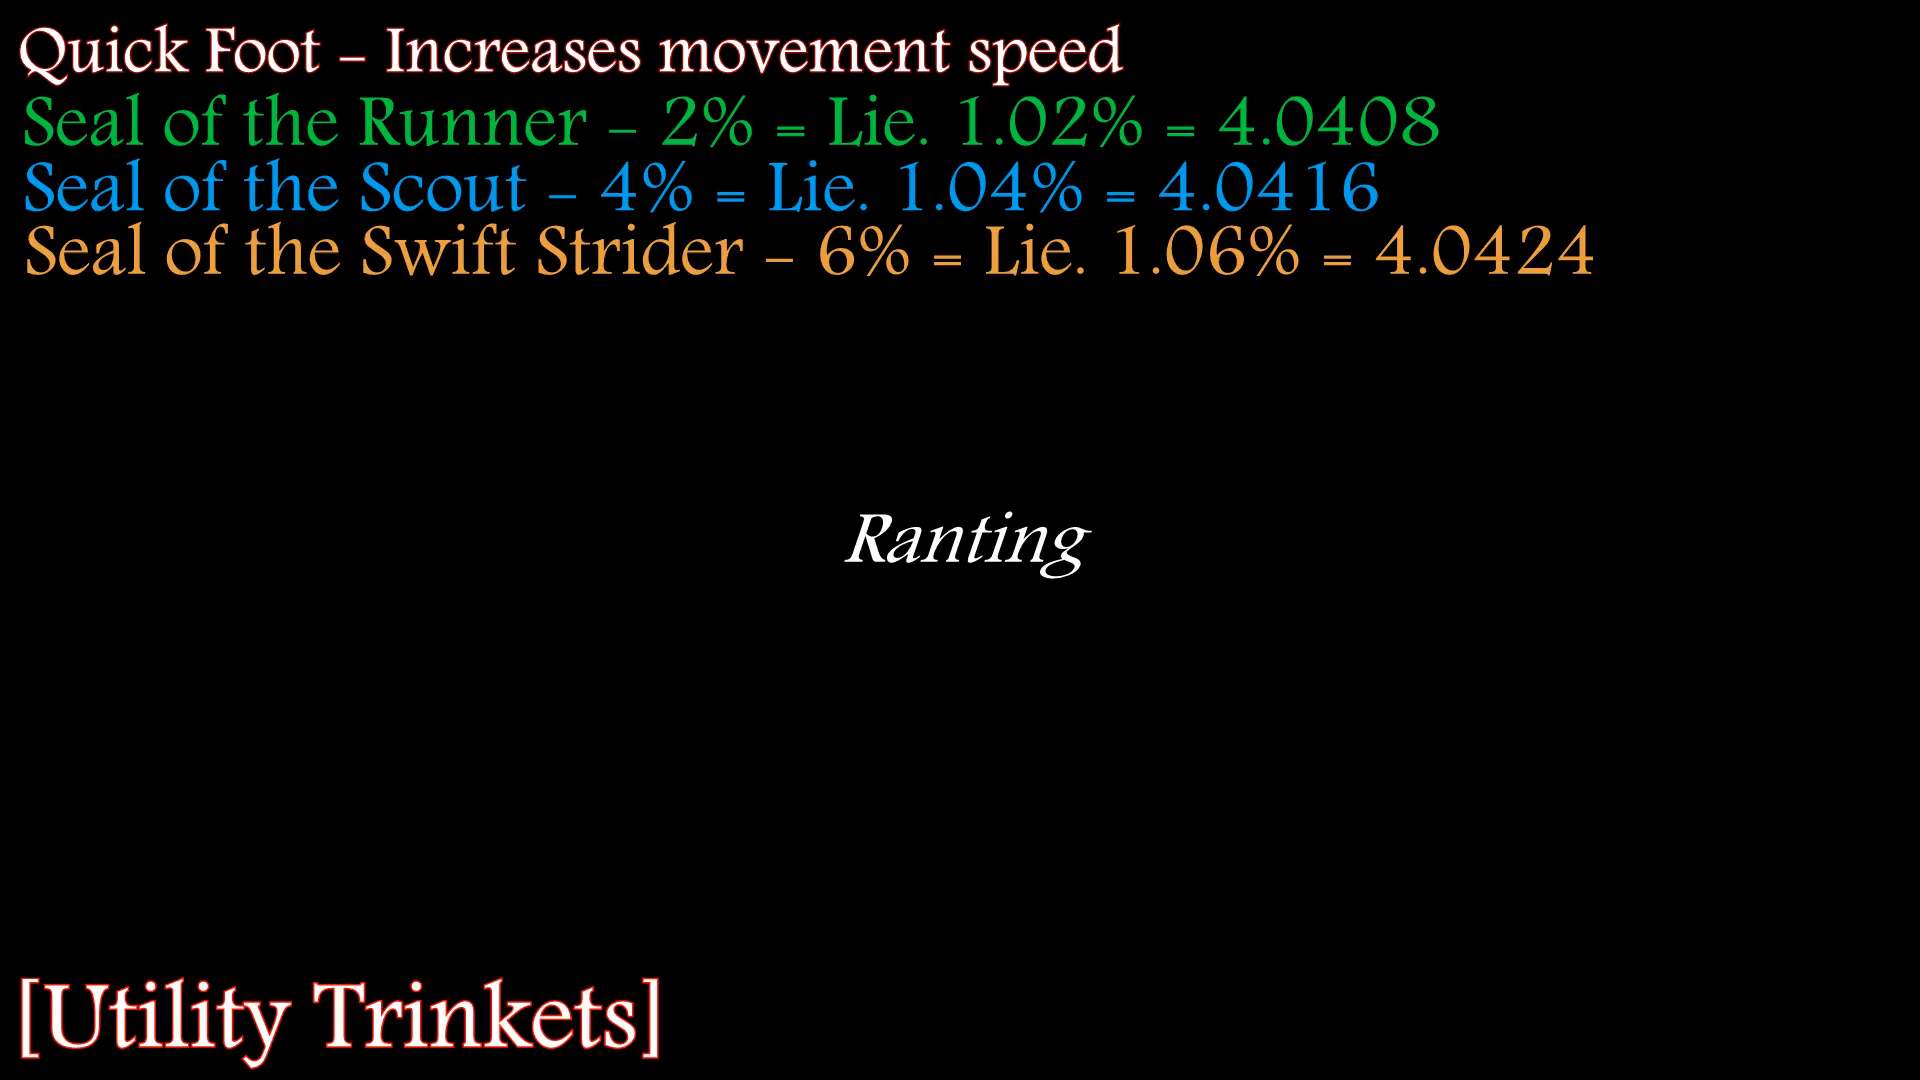 Quick Foot – Increases movement speed
Seal of the Runner – 2% = Lie. 1.02% = 4.0408
Seal of the Scout – 4% = Lie. 1.04% = 4.0416
Seal of the Swift Strider – 6% = Lie. 1.06% = 4.0424
Ranting
[Utility Trinkets]